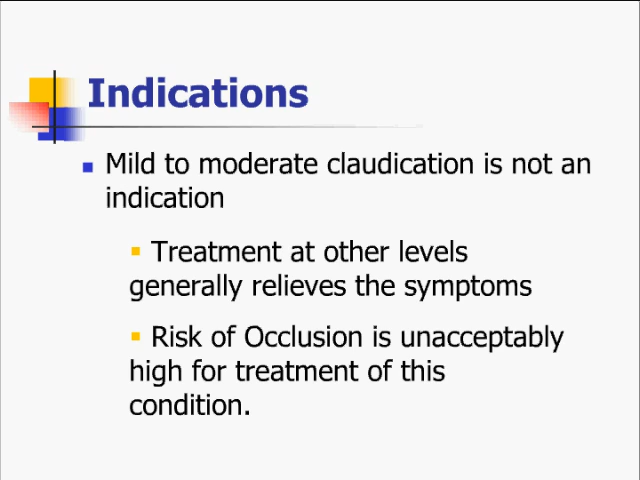 Indications
Mild to moderate claudication is not an
indication
Treatment at other levels
generally relieves the symptoms
Risk of Occlusion is unacceptably
high for treatment of this
condition.